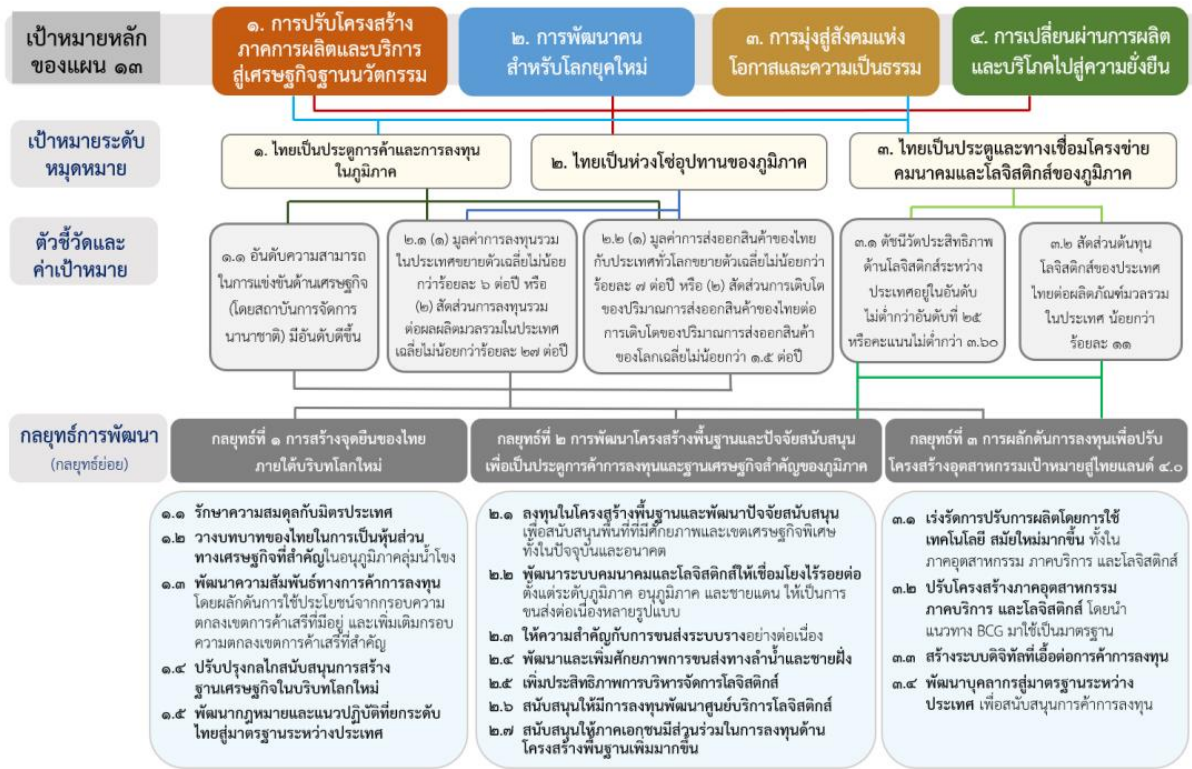 เป้าหมายหลัก
ของแผน ๑๓
๑. การปรับโครงสร้าง
ภาคการผลิตและบริการ
สู่เศรษฐกิจฐานนวัตกรรม
๒. การพัฒนาคน
สำหรับโลกยุคใหม่
๓. การมุ่งสู่สังคมแห่ง
โอกาสและความเป็นธรรม
๔. การเปลี่ยนผ่านการผลิต
และบริโภคไปสู่ความยั่งยืน
เป้าหมายระดับ
หมุดหมาย
๑. ไทยเป็นประตูการค้าและการลงทุน
ในภูมิภาค
๒. ไทยเป็นห่วงโซ่อุปทานของภูมิภาค
๓. ไทยเป็นประตูและทางเชื่อมโครงข่าย
คมนาคมและโลจิสติกส์ของภูมิภาค
ตัวชี้วัดและ
ค่าเป้าหมาย
๑.๑ อันดับความสามารถ
ในการแข่งขันด้านเศรษฐกิจ
(โดยสถาบันการจัดการ
นานาชาติ) มีอันดับดีขึ้น
๒.๑ (๑) มูลค่าการลงทุนรวม
ในประเทศขยายตัวเฉลี่ยไม่น้อย
กว่าร้อยละ ๖ ต่อปี หรือ
(๒) สัดส่วนการลงทุนรวม
ต่อผลผลิตมวลรวมในประเทศ
เฉลี่ยไม่น้อยกว่าร้อยละ ๒๗ ต่อปี
๒.๒ (๑) มูลค่าการส่งออกสินค้าของไทย
กับประเทศทั่วโลกขยายตัวเฉลี่ยไม่น้อยกว่า
ร้อยละ ๗ ต่อปี หรือ (๒) สัดส่วนการเติบโต
ของปริมาณการส่งออกสินค้าของไทยต่อ
การเติบโตของปริมาณการส่งออกสินค้า
ของโลกเฉลี่ยไม่น้อยกว่า ๑.๕ ต่อปี
๓.๑ ดัชนีวัดประสิทธิภาพ
ด้านโลจิสติกส์ระหว่าง
ประเทศอยู่ในอันดับ
ไม่ต่ำกว่าอันดับที่ ๒๕
หรือคะแนนไม่ต่ำกว่า ๓.๖๐
๓.๒ สัดส่วนต้นทุน
โลจิสติกส์ของประเทศ
ไทยต่อผลิตภัณฑ์มวลรวม
ในประเทศ น้อยกว่า
ร้อยละ ๑๑
กลยุทธ์การพัฒนา
(กลยุทธ์ย่อย)
กลยุทธ์ที่ ๑ การสร้างจุดยืนของไทย
ภายใต้บริบทโลกใหม่
กลยุทธ์ที่ ๒ การพัฒนาโครงสร้างพื้นฐานและปัจจัยสนับสนุน
เพื่อเป็นประตูการค้าการลงทุนและฐานเศรษฐกิจสำคัญของภูมิภาค
กลยุทธ์ที่ ๓ การผลักดันการลงทุนเพื่อปรับ
โครงสร้างอุตสาหกรรมเป้าหมายสู่ไทยแลนด์ ๔.๐
๑.๑ รักษาความสมดุลกับมิตรประเทศ
๑.๒ วางบทบาทของไทยในการเป็นหุ้นส่วน
ทางเศรษฐกิจที่สำคัญในอนุภูมิภาคลุ่มน้ำโขง
๑.๓ พัฒนาความสัมพันธ์ทางการค้าการลงทุน
โดยผลักดันการใช้ประโยชน์จากกรอบความ
ตกลงเขตการค้าเสรีที่มีอยู่ และเพิ่มเติมกรอบ
ความตกลงเขตการค้าเสรีที่สำคัญ
๑.๔ ปรับปรุงกลไกสนับสนุนการสร้าง
ฐานเศรษฐกิจในบริบทโลกใหม่
๑.๕ พัฒนากฎหมายและแนวปฏิบัติที่ยกระดับ
ไทยสู่มาตรฐานระหว่างประเทศ
๒.๑ ลงทุนในโครงสร้างพื้นฐานและพัฒนาปัจจัยสนับสนุน
เพื่อสนับสนุนพื้นที่ที่มีศักยภาพและเขตเศรษฐกิจพิเศษ
ทั้งในปัจจุบันและอนาคต
๒.๒ พัฒนาระบบคมนาคมและโลจิสติกส์ให้เชื่อมโยงไร้รอยต่อ
ตั้งแต่ระดับภูมิภาค อนุภูมิภาค และชายแดน ให้เป็นการ
ขนส่งต่อเนื่องหลายรูปแบบ
๒.๓ ให้ความสำคัญกับการขนส่งระบบรางอย่างต่อเนื่อง
๒.๔ พัฒนาและเพิ่มศักยภาพการขนส่งทางลำน้ำและชายฝั่ง
๒.๕ เพิ่มประสิทธิภาพการบริหารจัดการโลจิสติกส์
๒.๖ สนับสนุนให้มีการลงทุนพัฒนาศูนย์บริการโลจิสติกส์
๒.๗ สนับสนุนให้ภาคเอกชนมีส่วนร่วมในการลงทุนด้าน
โครงสร้างพื้นฐานเพิ่มมากขึ้น
๓.๑ เร่งรัดการปรับการผลิตโดยการใช้
เทคโนโลยี สมัยใหม่มากขึ้น ทั้งใน
ภาคอุตสาหกรรม ภาคบริการ และโลจิสติกส์
๓.๒ ปรับโครงสร้างภาคอุตสาหกรรม
ภาคบริการ และโลจิสติกส์ โดยนำ
แนวทาง BCG มาใช้เป็นมาตรฐาน
๓.๓ สร้างระบบดิจิทัลที่เอื้อต่อการค้าการลงทุน
๓.๔ พัฒนาบุคลากรสู่มาตรฐานระหว่าง
ประเทศ เพื่อสนับสนุนการค้าการลงทุน